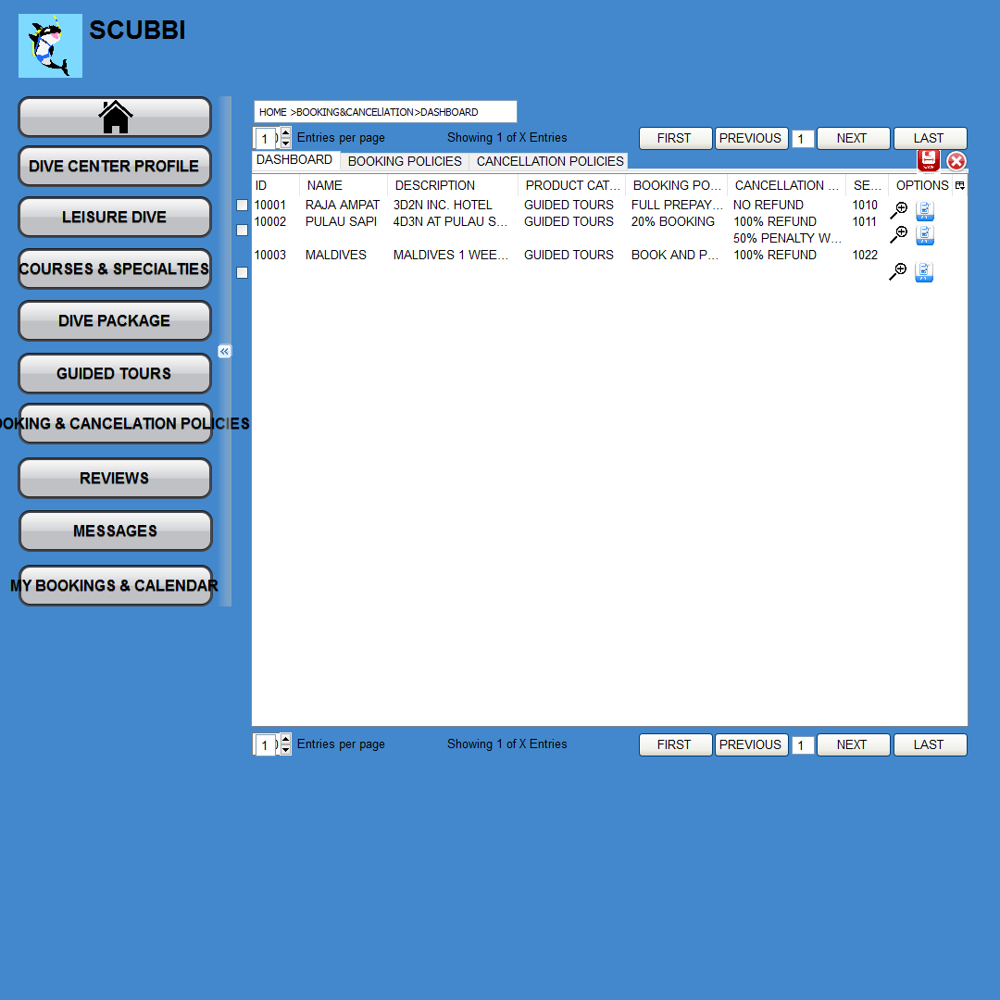 SCUBBI
HOME >BOOKING&CANCELlATION>DASHBOARD
1 Entries per page Showing 1 of X Entries FIRST PREVIOUS 1 NEXT LAST
DASHBOARD BOOKING POLICIES CANCELLATION POLICIES SAVE
ID NAME DESCRIPTION PRODUCT CAT... BOOKING PO... CANCELLATION ... SE... OPTIONS
10001 RAJA AMPAT 3D2N INC. HOTEL GUIDED TOURS FULL PREPAY... NO REFUND 1010
10002 PULAU SAPI 4D3N AT PULAU S... GUIDED TOURS 20% BOOKING 100% REFUND 1011
50% PENALTY W...
10003 MALDIVES MALDIVES 1 WEE... GUIDED TOURS BOOK AND P... 100% REFUND 1022
DIVE CENTER PROFILE
LEISURE DIVE
COURSES & SPECIALTIES
DIVE PACKAGE
GUIDED TOURS
OOKING & CANCELATION POLICIES
REVIEWS
MESSAGES
MY BOOKINGS & CALENDAR
1 Entries per page Showing 1 of X Entries FIRST PREVIOUS 1 NEXT LAST